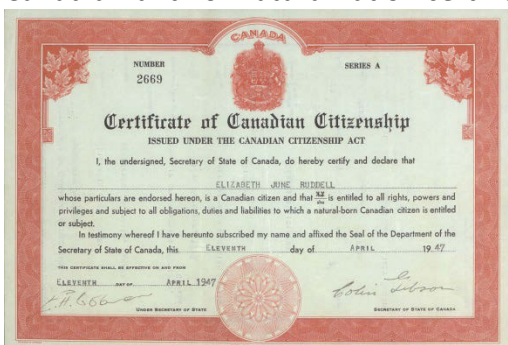 CANADA
NUMBER
2669
SERIES A
Certificate of Canadian Citizenship
ISSUED UNDER THE CANADIAN CITIZENSHIP ACT
I, the undersigned, Secretary of State of Canada, do hereby certify and declare that
ELIZABETH JUNE RUDDELL
whose particulars are endorsed hereon, is a Canadian citizen and that is entitled to all rights, powers and
privileges and subject to all obligations, duties and liabilities to which a natural-born Canadian citizen is entitled
or subject.
In testimony whereof I have hereunto subscribed my name and affixed the Seal of the Department of the
Secretary of State of Canada, this ELEVENTH day of APRIL 19 47
THIS CERTIFICATE SHALL BE EFFECTIVE ON AND FROM
ELEVENTH DAY OF APRIL 1947
Colin Gibson
UNDER SECRETARY OF STATE
SECRETARY OF STATE OF CANADA